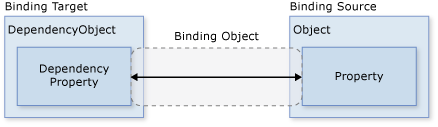 Binding Target
Binding Source
DependencyObject
Object
Binding Object
Dependency
Property
Property